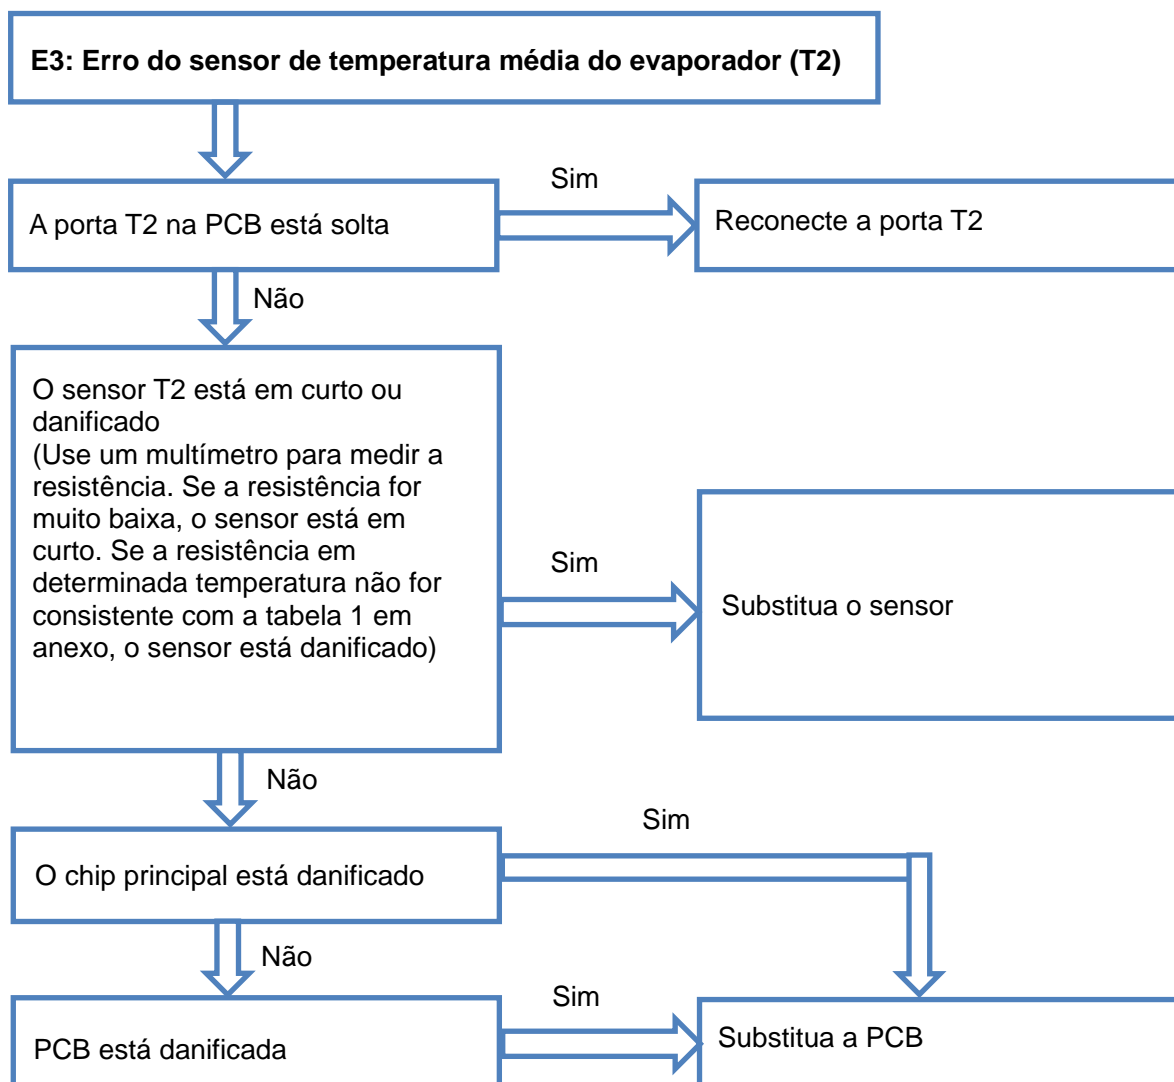 E3: Erro do sensor de temperatura média do evaporador (T2)
Sim
A porta T2 na PCB está solta
Reconecte a porta T2
Não
O sensor T2 está em curto ou
danificado
(Use um multímetro para medir a
resistência. Se a resistência for
muito baixa, o sensor está em
curto. Se a resistência em
determinada temperatura não for
consistente com a tabela 1 em
anexo, o sensor está danificado)
Sim
Substitua o sensor
Não
Sim
O chip principal está danificado
Não
Sim
PCB está danificada
Substitua a PCB